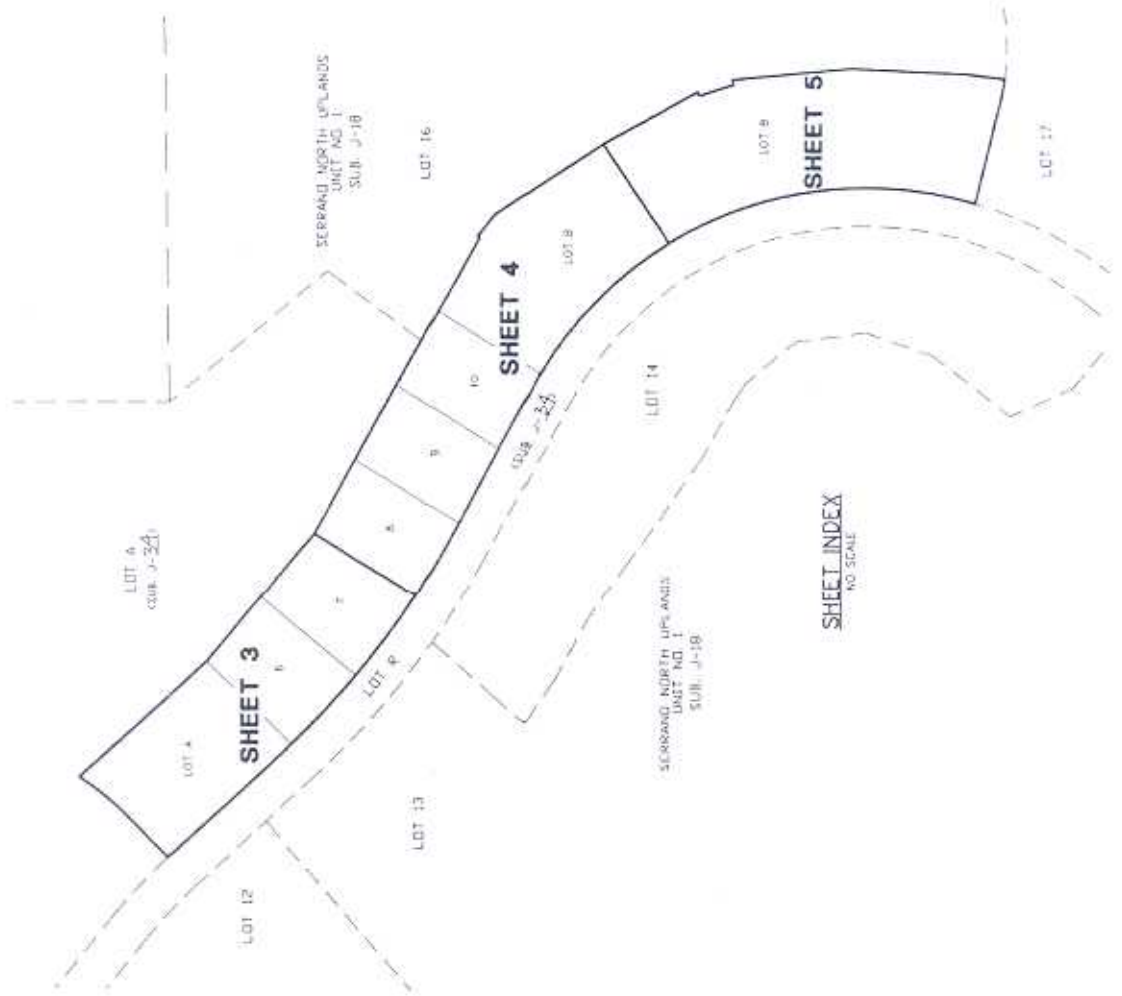 SERRANO NORTH UPLANDS
UNIT NO. 1
SUB. J-18
LOT 16
LOT A
(SUB. J-34)
SHEET 3
LOT A
6
7
LOT R
SHEET 4
8
9
10
LOT B
(SUB. J-34)
SHEET 5
LOT B
LOT 17
LOT 14
LOT 13
LOT 12
SERRANO NORTH UPLANDS
UNIT NO. 1
SUB. J-18
SHEET INDEX
NO SCALE